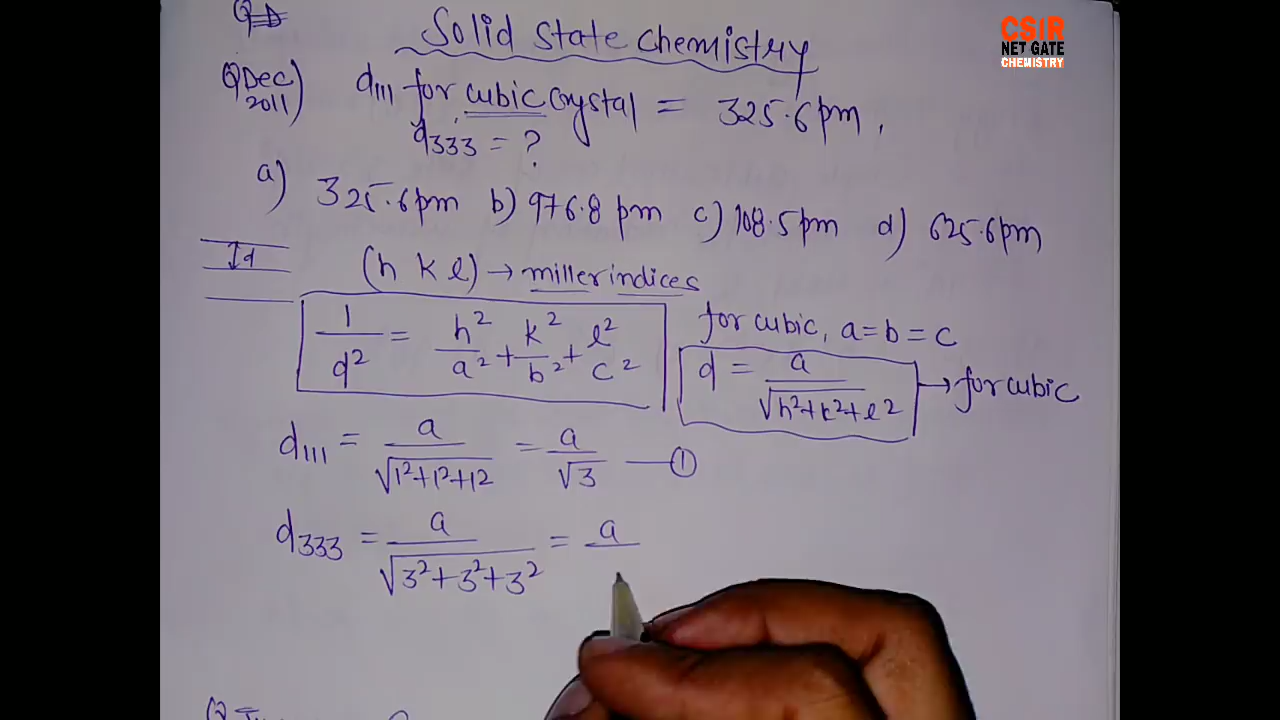 Q D
Solid State Chemistry
CSIR
NET GATE
CHEMISTRY
Q Dec 2011) d111 for cubic crystal = 325.6 pm,
d333 = ?
a) 325.6 pm b) 976.8 pm c) 108.5 pm d) 625.6 pm
(h k l) → miller indices
1/d² = h²/a² + k²/b² + l²/c²
for cubic, a=b=c
d = a/√h²+k²+l² → for cubic
d111 = a/√1²+1²+12 = a/√3 — ①
d333 = a/√3²+3²+3² = a